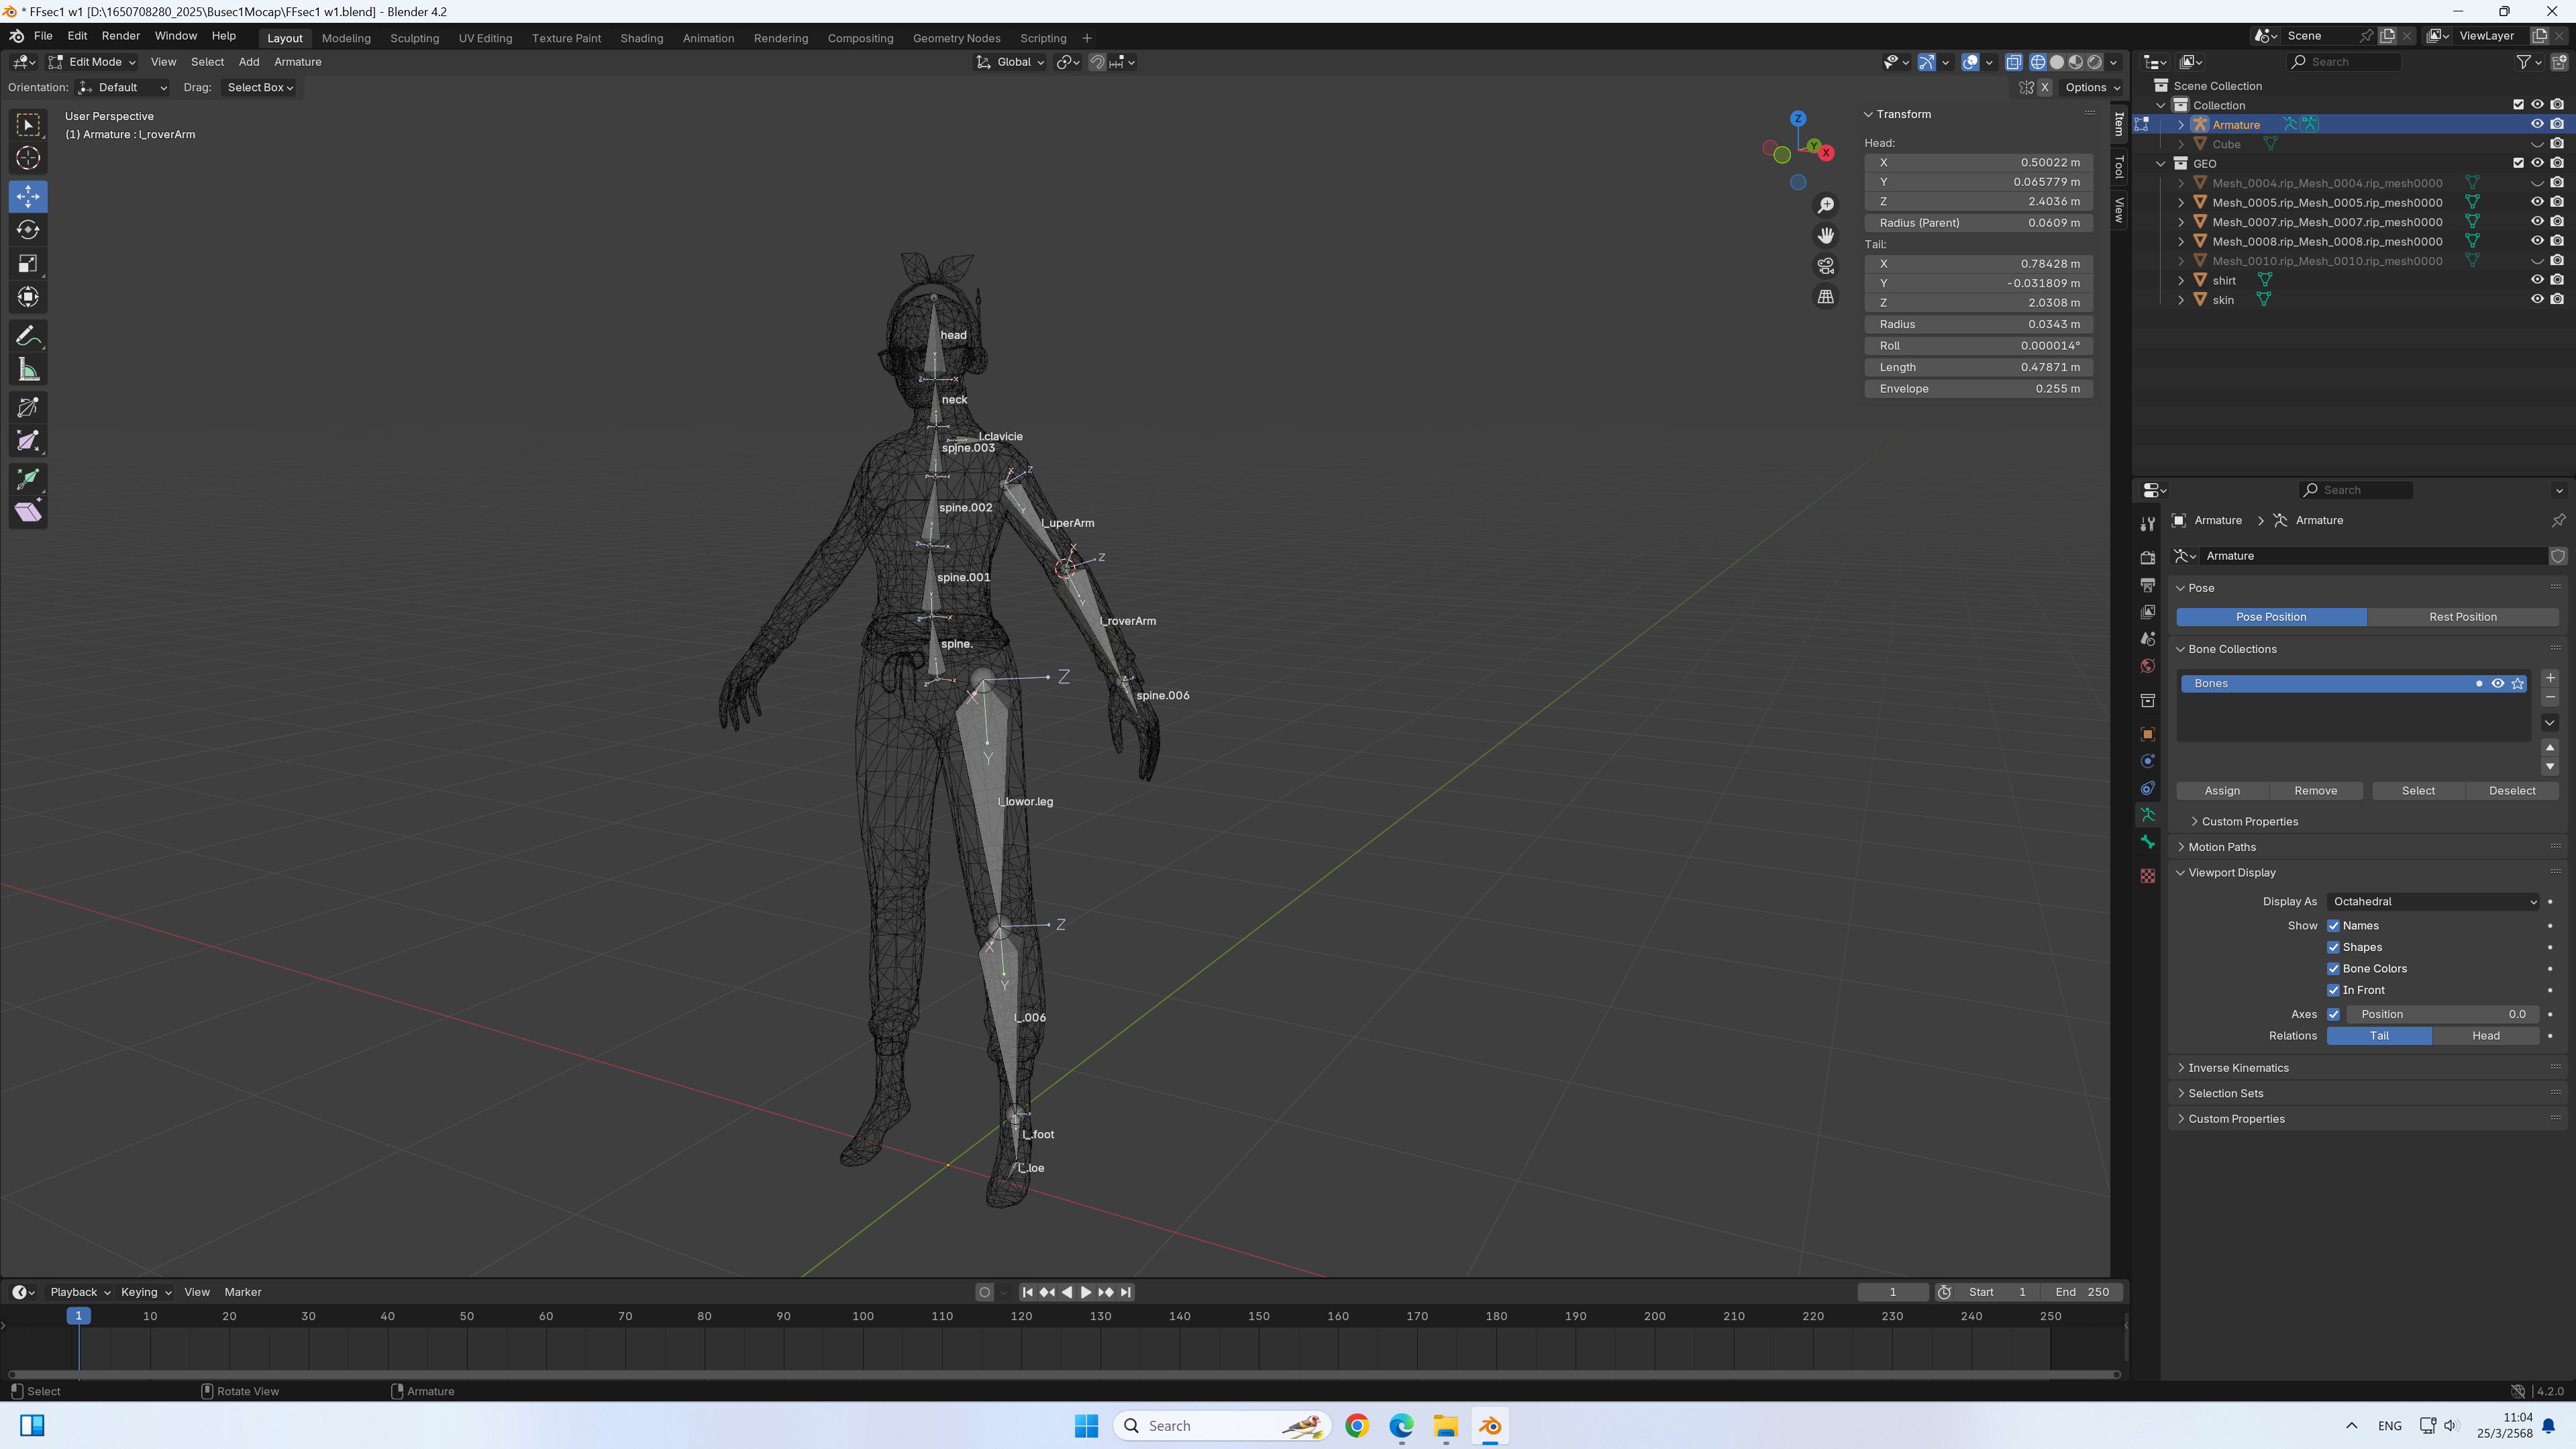 * FFsec1 w1 [D:\1650708280_2025\Busec1Mocap\FFsec1 w1.blend] - Blender 4.2
File Edit Render Window Help Layout Modeling Sculpting UV Editing Texture Paint Shading Animation Rendering Compositing Geometry Nodes Scripting + Scene ViewLayer
Edit Mode View Select Add Armature Global Search
Orientation: Default Drag: Select Box X Options
User Perspective
(1) Armature : l_roverArm
Z
Y
X
head
neck
l.clavicie
spine.003
spine.002
l_uperArm
spine.001
l_roverArm
spine.
spine.006
l_lowor.leg
l_.006
l_.foot
l_.loe
Z
X
Y
Z
X
Y
Transform
Head:
X 0.50022 m
Y 0.065779 m
Z 2.4036 m
Radius (Parent) 0.0609 m
Tail:
X 0.78428 m
Y -0.031809 m
Z 2.0308 m
Radius 0.0343 m
Roll 0.000014°
Length 0.47871 m
Envelope 0.255 m
Item
Tool
View
Scene Collection
Collection
Armature
Cube
GEO
Mesh_0004.rip_Mesh_0004.rip_mesh0000
Mesh_0005.rip_Mesh_0005.rip_mesh0000
Mesh_0007.rip_Mesh_0007.rip_mesh0000
Mesh_0008.rip_Mesh_0008.rip_mesh0000
Mesh_0010.rip_Mesh_0010.rip_mesh0000
shirt
skin
Search
Armature > Armature
Armature
Pose
Pose Position Rest Position
Bone Collections
Bones
Assign Remove Select Deselect
Custom Properties
Motion Paths
Viewport Display
Display As Octahedral
Show Names
Shapes
Bone Colors
In Front
Axes Position 0.0
Relations Tail Head
Inverse Kinematics
Selection Sets
Custom Properties
Playback Keying View Marker 1 Start 1 End 250
1 10 20 30 40 50 60 70 80 90 100 110 120 130 140 150 160 170 180 190 200 210 220 230 240 250
Select Rotate View Armature 4.2.0
Search ENG 11:04
25/3/2568